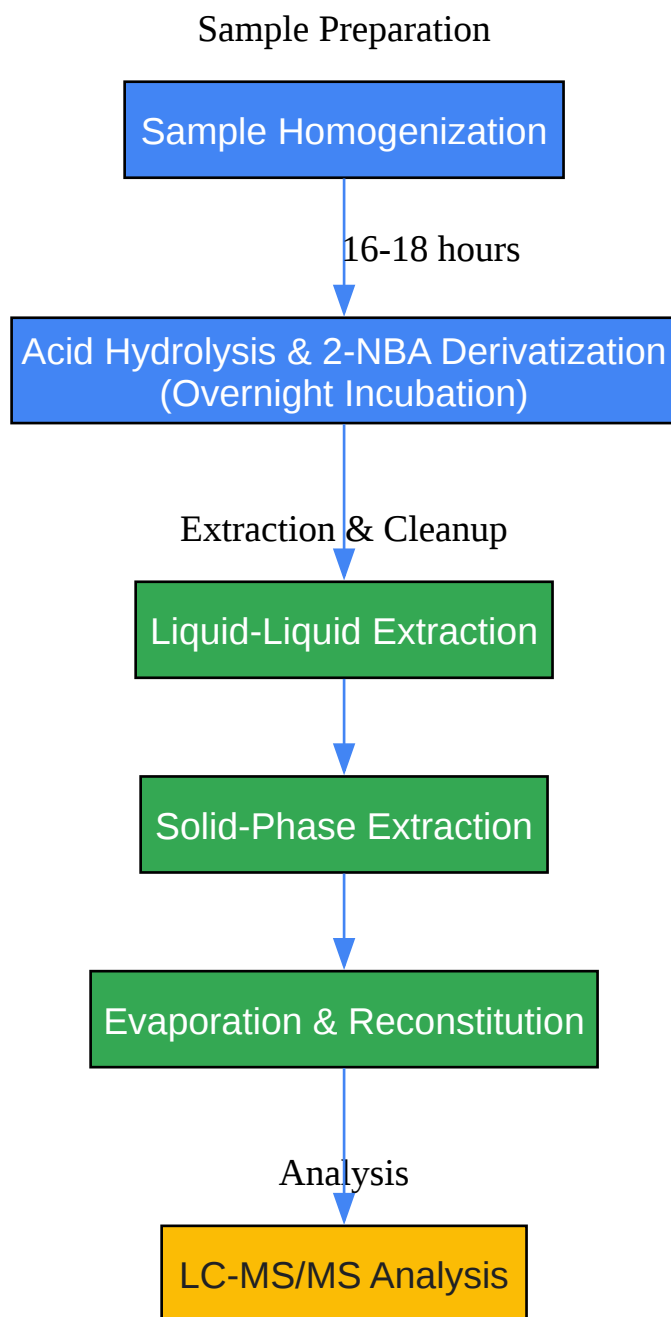 Sample Preparation
Sample Homogenization
16-18 hours
Acid Hydrolysis & 2-NBA Derivatization
(Overnight Incubation)
Extraction & Cleanup
Liquid-Liquid Extraction
Solid-Phase Extraction
Evaporation & Reconstitution
Analysis
LC-MS/MS Analysis